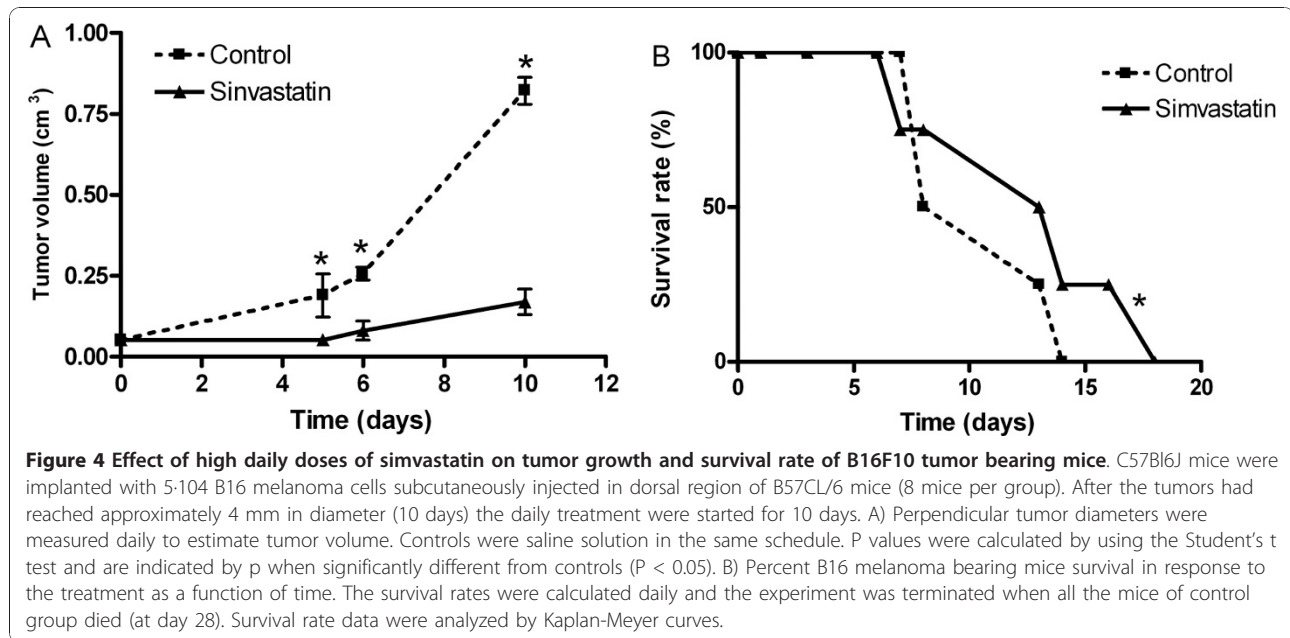 A
1.00
0.75
0.50
0.25
0.00
Tumor volume (cm ³)
Control
Sinvastatin
*
*
*
0 2 4 6 8 10 12
Time (days)
B
100
50
0
Survival rate (%)
Control
Simvastatin
*
0 5 10 15 20
Time (days)
Figure 4 Effect of high daily doses of simvastatin on tumor growth and survival rate of B16F10 tumor bearing mice. C57Bl6J mice were
implanted with 5·104 B16 melanoma cells subcutaneously injected in dorsal region of B57CL/6 mice (8 mice per group). After the tumors had
reached approximately 4 mm in diameter (10 days) the daily treatment were started for 10 days. A) Perpendicular tumor diameters were
measured daily to estimate tumor volume. Controls were saline solution in the same schedule. P values were calculated by using the Student's t
test and are indicated by p when significantly different from controls (P < 0.05). B) Percent B16 melanoma bearing mice survival in response to
the treatment as a function of time. The survival rates were calculated daily and the experiment was terminated when all the mice of control
group died (at day 28). Survival rate data were analyzed by Kaplan-Meyer curves.